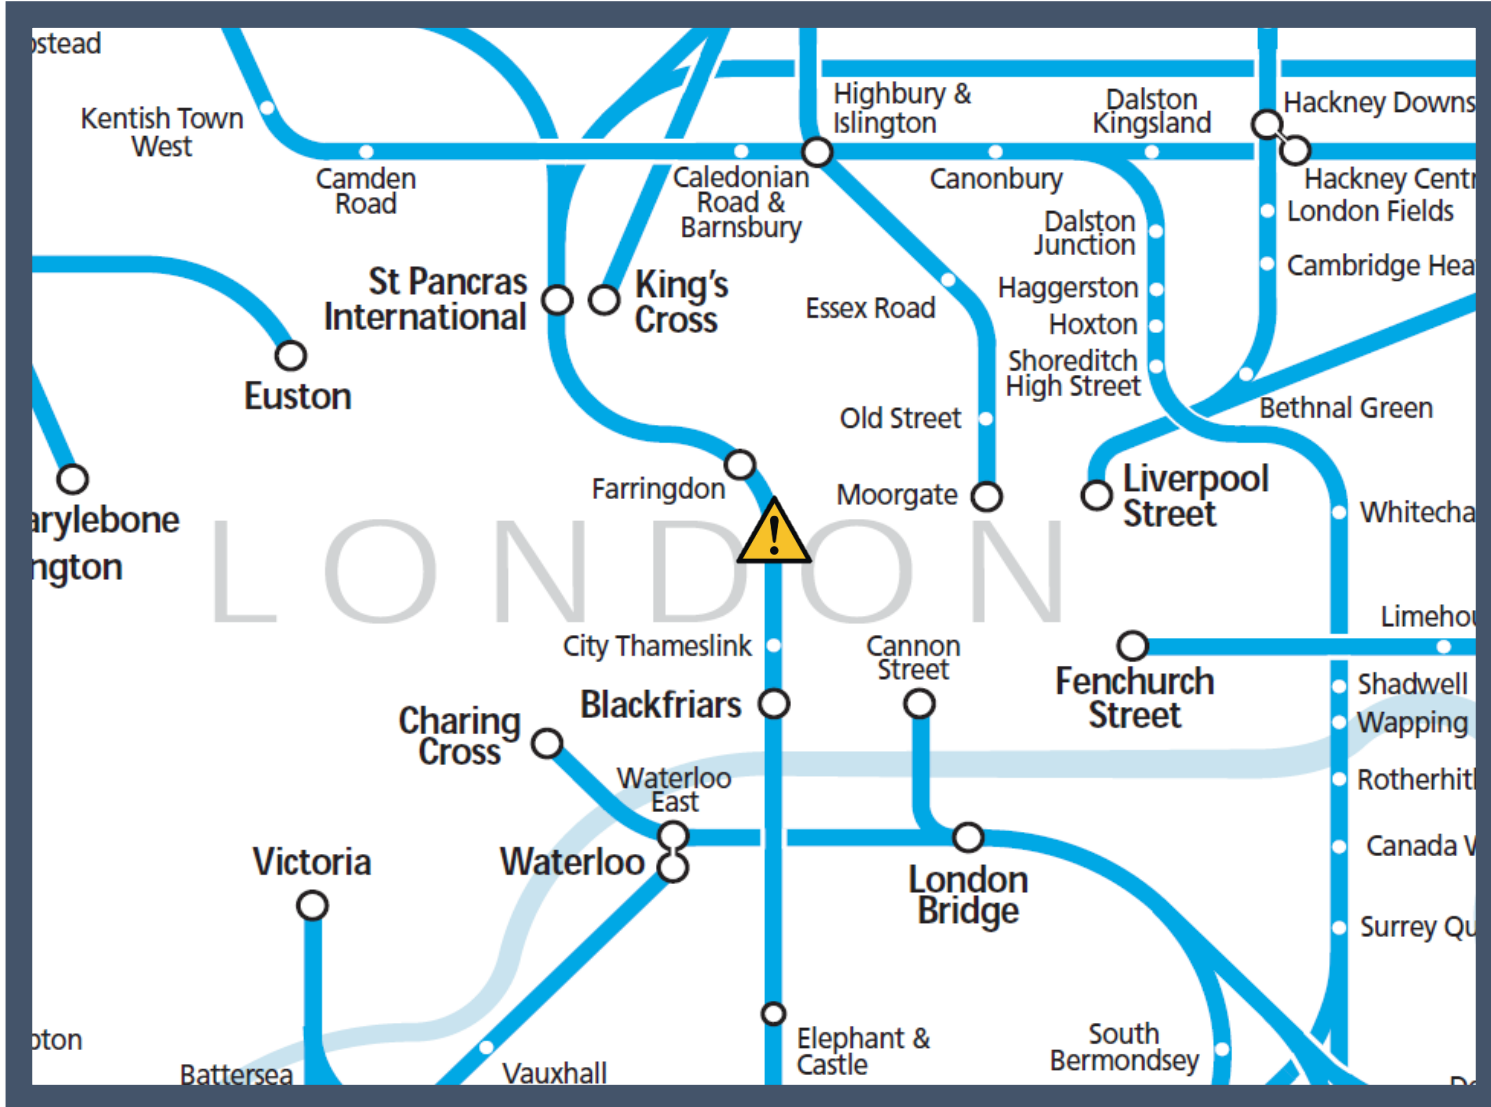 ostead
Kentish Town
West
Camden
Road
Caledonian
Road &
Barnsbury
Highbury &
Islington
Canonbury
Dalston
Kingsland
Hackney Downs
Hackney Centr
London Fields
Cambridge Hea
Dalston
Junction
Haggerston
Hoxton
Shoreditch
High Street
Bethnal Green
St Pancras
International
King's
Cross
Essex Road
Euston
Old Street
Farringdon
Moorgate
Liverpool
Street
Whitecha
arylebone
ngton
LONDON
!
City Thameslink
Cannon
Street
Limehou
Blackfriars
Fenchurch
Street
Shadwell
Wapping
Charing
Cross
Waterloo
East
Rotherhith
Victoria
Waterloo
London
Bridge
Canada W
Surrey Qu
pton
Battersea
Vauxhall
Elephant &
Castle
South
Bermondsey